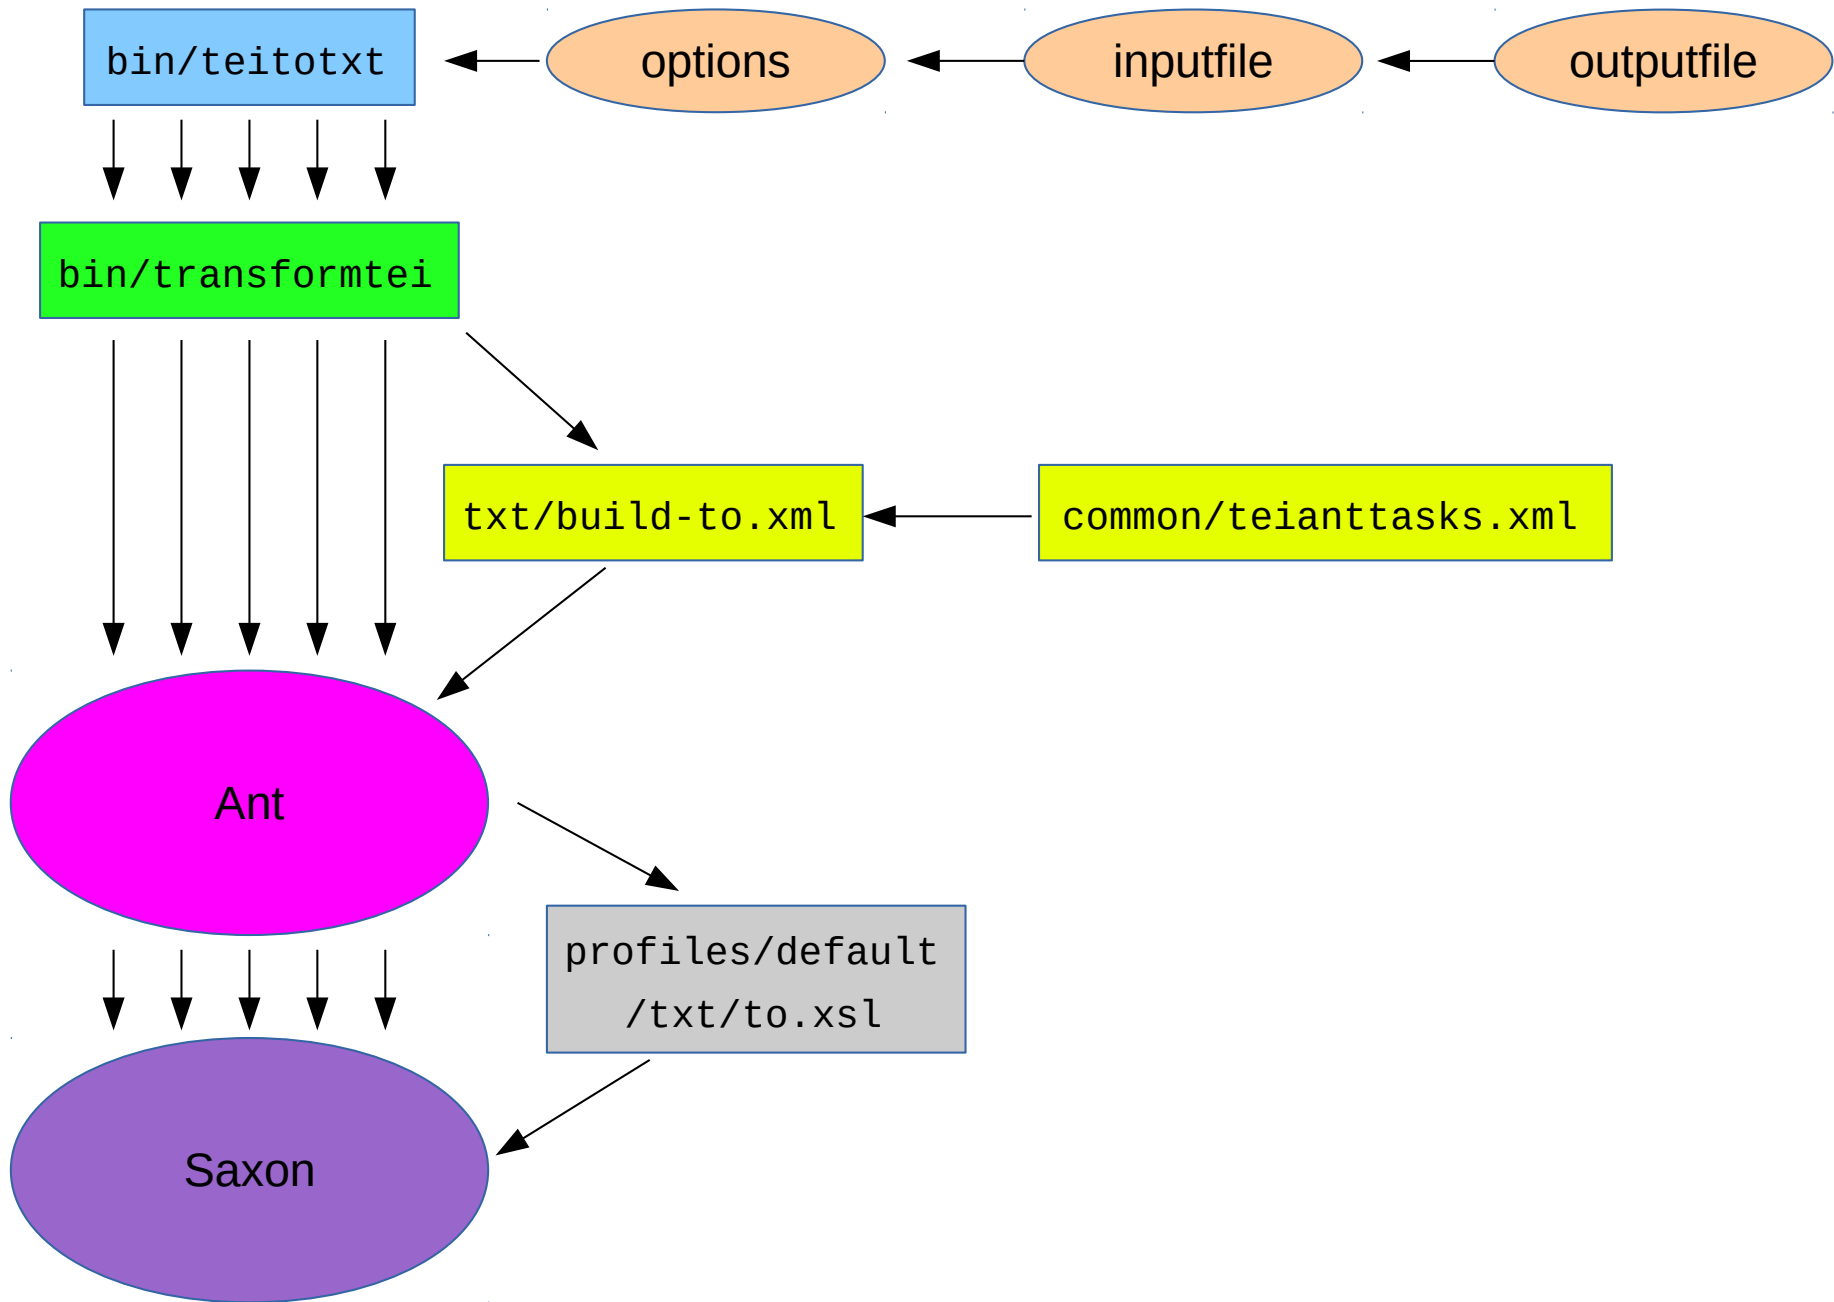 bin/teitotxt
options
inputfile
outputfile
bin/transformtei
txt/build-to.xml
common/teianttasks.xml
Ant
profiles/default
/txt/to.xsl
Saxon